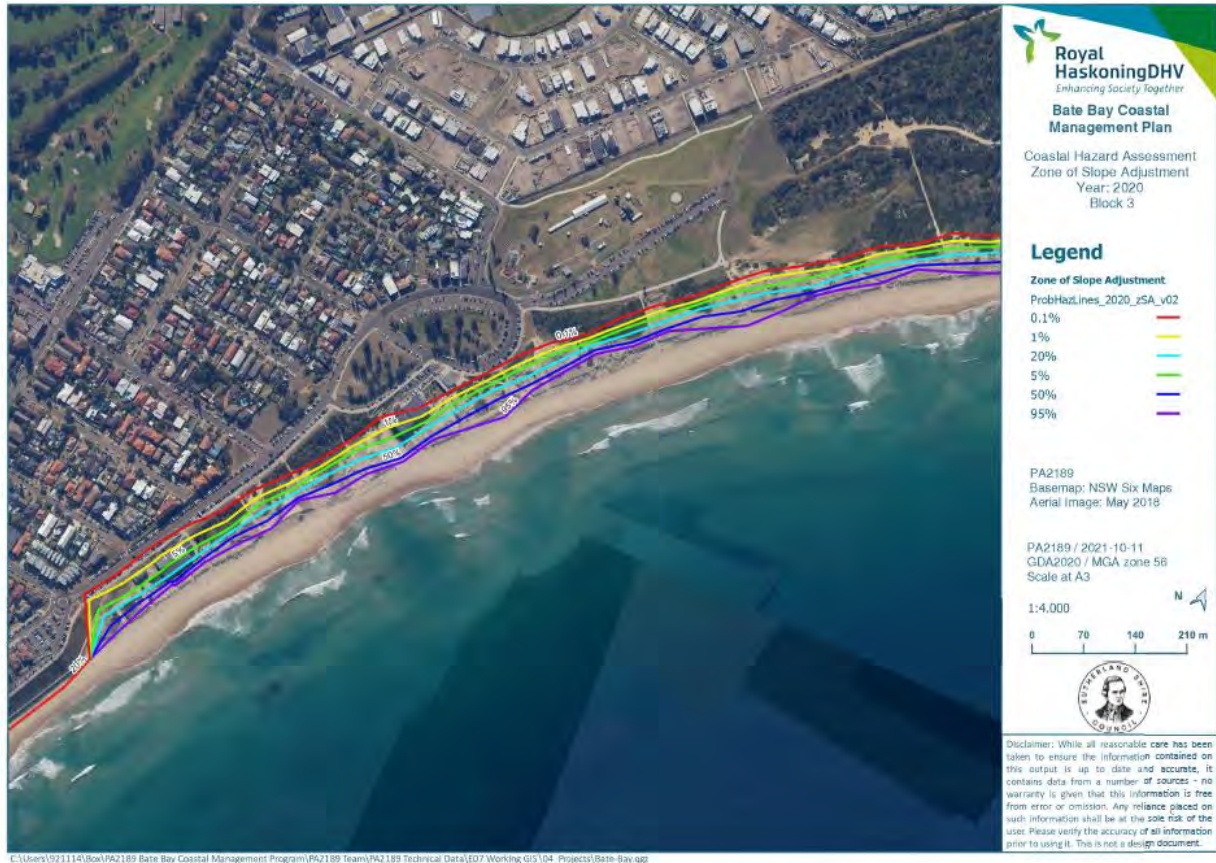 Royal
HaskoningDHV
Enhancing Society Together
Bate Bay Coastal
Management Plan
Coastal Hazard Assessment
Zone of Slope Adjustment
Year: 2020
Block 3
Legend
Zone of Slope Adjustment
ProbHazLines_2020_zSA_v02
0.1%
1%
20%
5%
50%
95%
0.1%
1%
95%
50%
5%
20%
PA2189
Basemap: NSW Six Maps
Aerial Image: May 2018
PA2189 / 2021-10-11
GDA2020 / MGA zone 56
Scale at A3
N
1:4,000
0 70 140 210 m
SUTHERLAND SHIRE
COUNCIL
Disclaimer: While all reasonable care has been
taken to ensure the information contained on
this output is up to date and accurate, it
contains data from a number of sources - no
warranty is given that this information is free
from error or omission. Any reliance placed on
such information shall be at the sole risk of the
user. Please verify the accuracy of all information
prior to using it. This is not a design document.
C:\Users\921114\Box\PA2189 Bate Bay Coastal Management Program\PA2189 Team\PA2189 Technical Data\E07 Working GIS\04_Projects\Bate-Bay.qgz